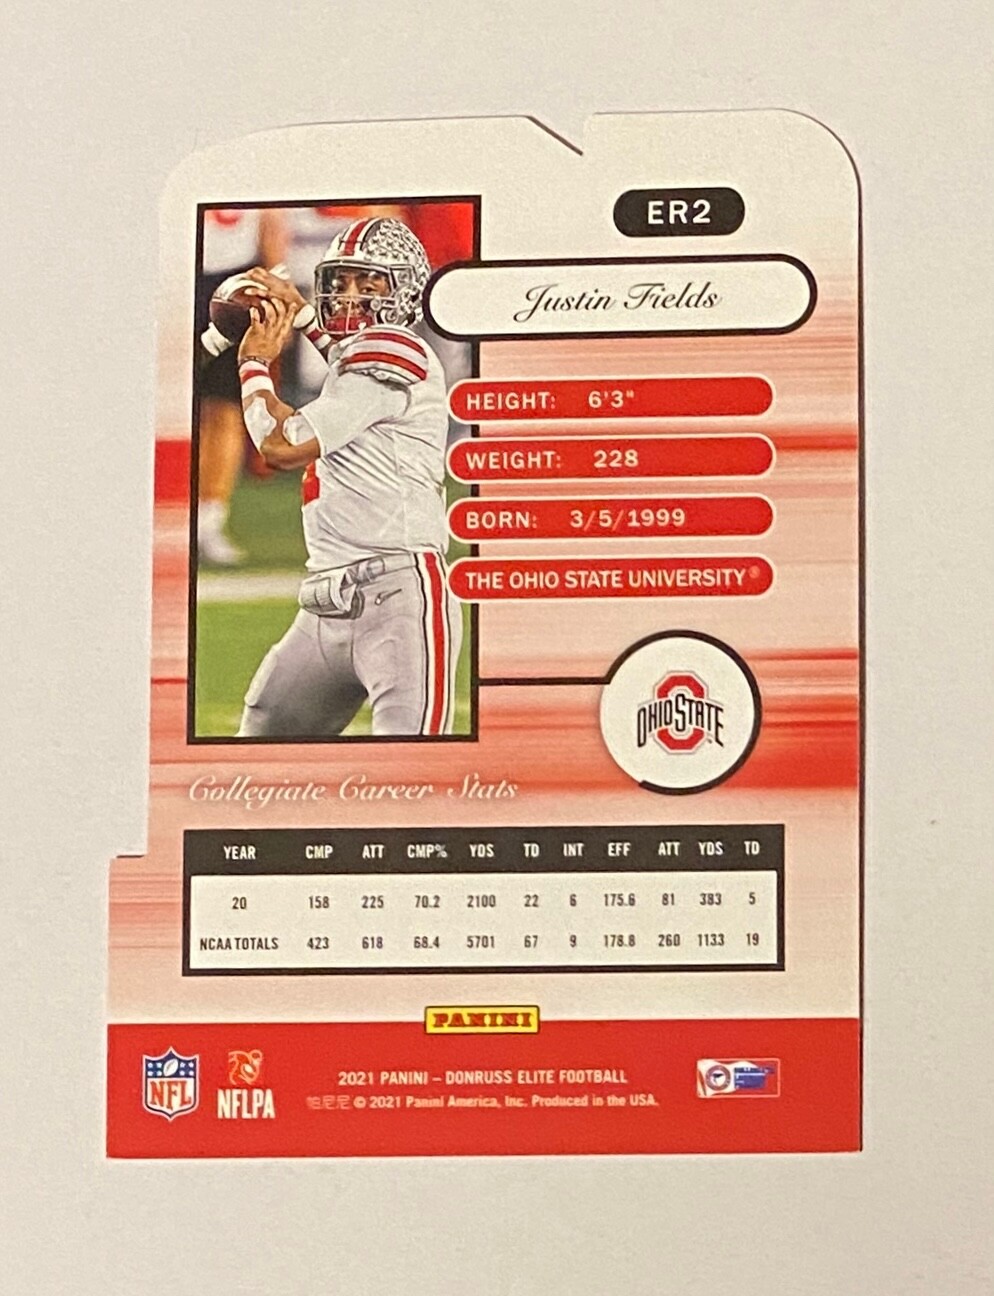 ER2
Justin Fields
HEIGHT: 6'3"
WEIGHT: 228
BORN: 3/5/1999
THE OHIO STATE UNIVERSITY®
OHIO STATE
Collegiate Career Stats
YEAR CMP ATT CMP% YDS TD INT EFF ATT YDS TD
20 158 225 70.2 2100 22 6 175.6 81 383 5
NCAA TOTALS 423 618 68.4 5701 67 9 178.8 260 1133 19
PANINI
NFL
NFLPA
2021 PANINI – DONRUSS ELITE FOOTBALL
帕尼尼 © 2021 Panini America, Inc. Produced in the USA.